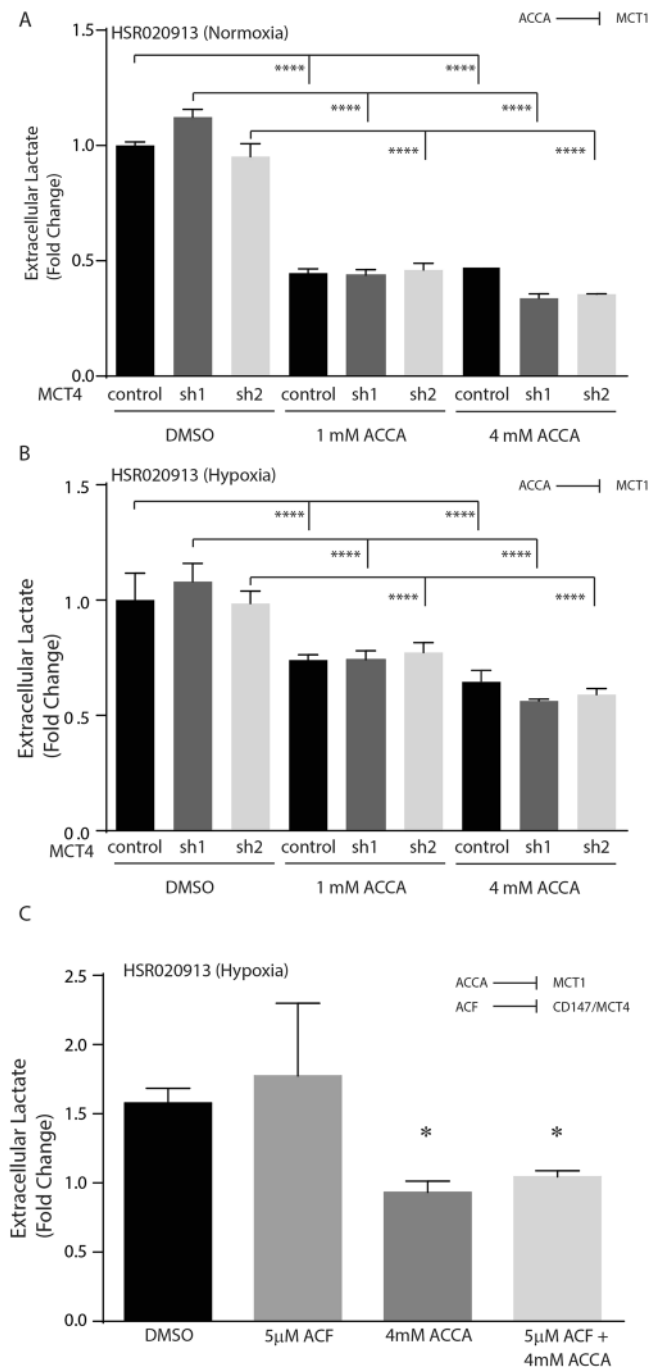 A
HSR020913 (Normoxia)
ACCA MCT1
**** ****
**** ****
**** ****
Extracellular Lactate
(Fold Change)
1.5
1.0
0.5
0.0
MCT4 control sh1 sh2 control sh1 sh2 control sh1 sh2
DMSO 1 mM ACCA 4 mM ACCA
B
HSR020913 (Hypoxia)
ACCA MCT1
**** ****
**** ****
**** ****
Extracellular Lactate
(Fold Change)
1.5
1.0
0.5
0.0
MCT4 control sh1 sh2 control sh1 sh2 control sh1 sh2
DMSO 1 mM ACCA 4 mM ACCA
C
HSR020913 (Hypoxia)
ACCA MCT1
ACF CD147/MCT4
* *
Extracellular Lactate
(Fold Change)
2.5
2.0
1.5
1.0
0.5
0.0
DMSO 5μM ACF 4mM ACCA 5μM ACF +
4mM ACCA